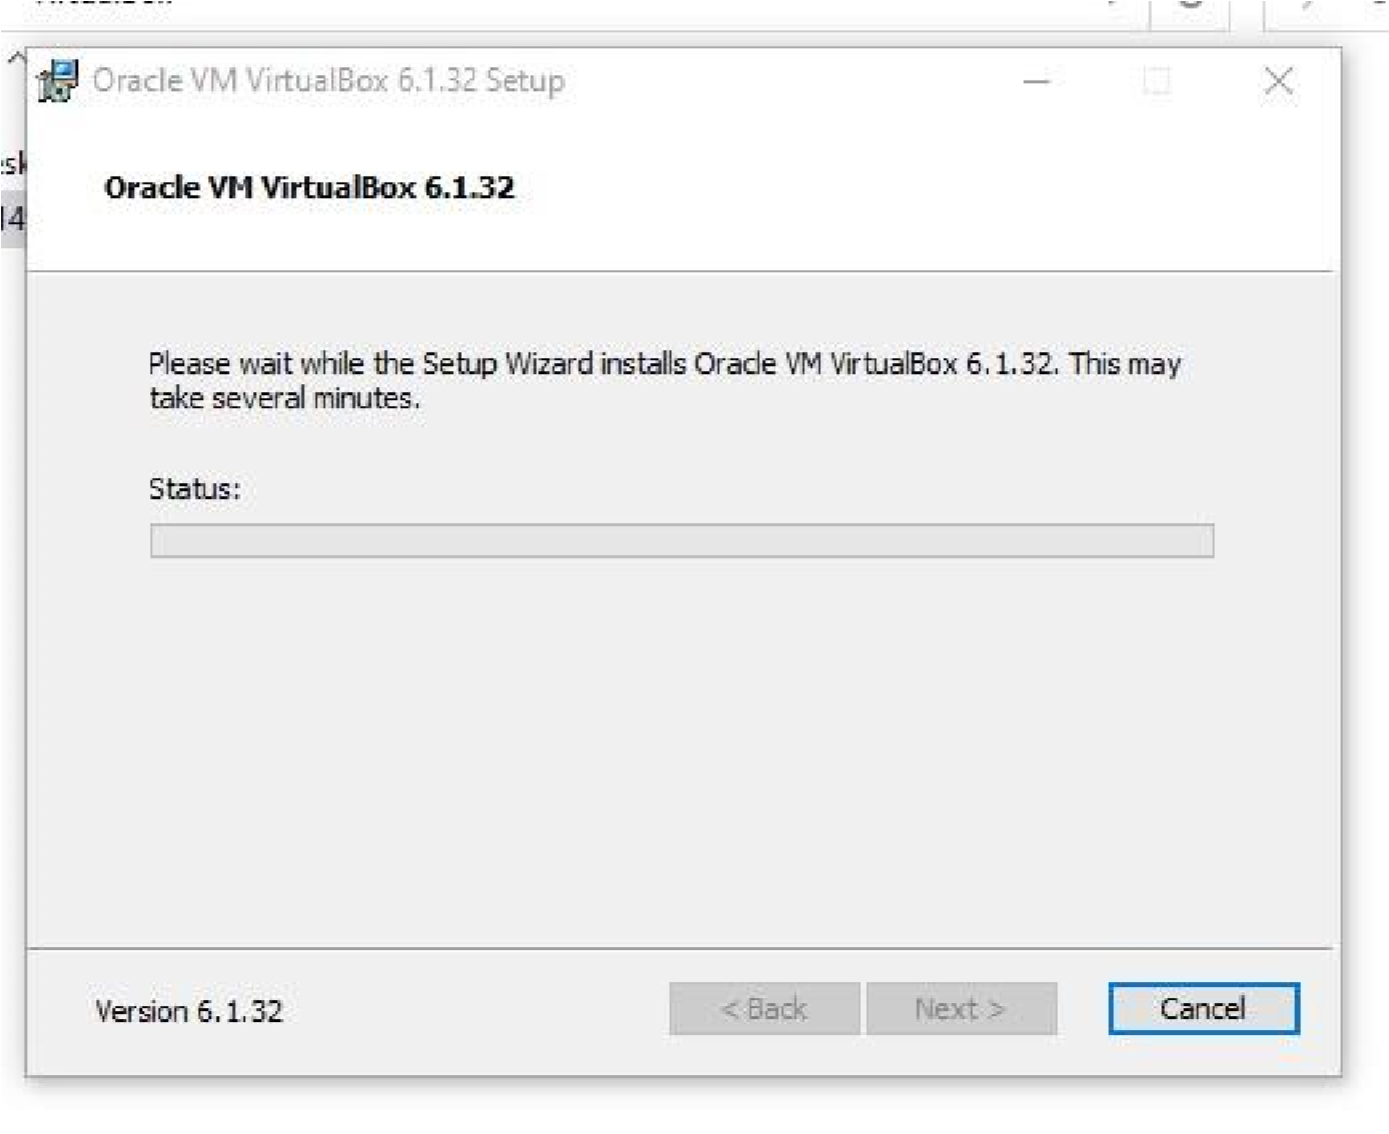 Oracle VM VirtualBox 6.1.32 Setup
Oracle VM VirtualBox 6.1.32
Please wait while the Setup Wizard installs Oracle VM VirtualBox 6.1.32. This may
take several minutes.
Status:
Version 6.1.32
< Back
Next >
Cancel